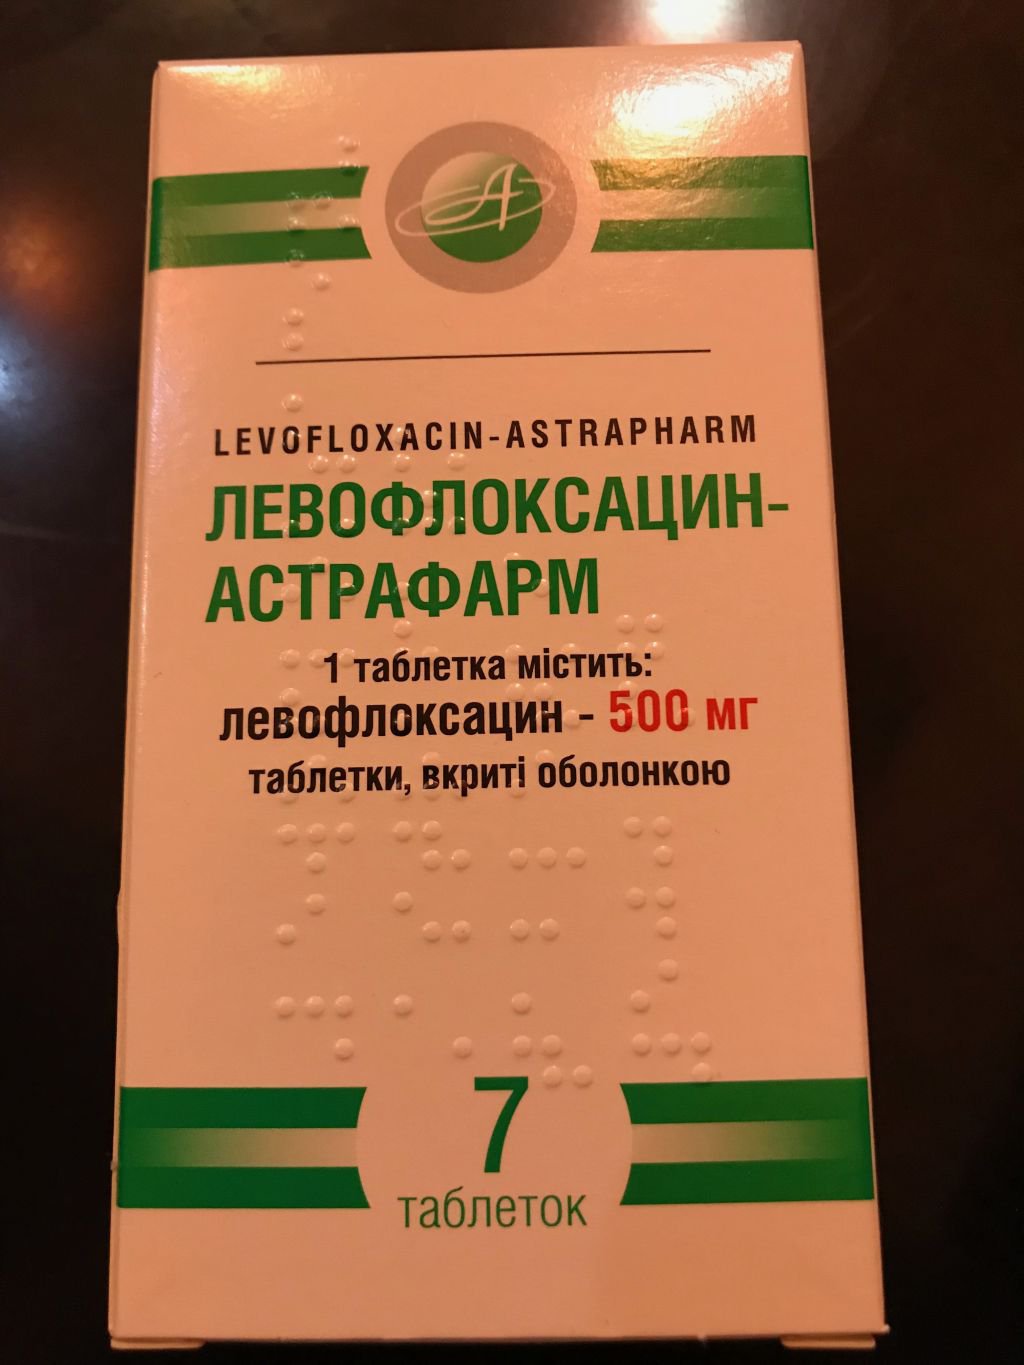 LEVOFLOXACIN-ASTRAPHARM
ЛЕВОФЛОКСАЦИН-
АСТРАФАРМ
1 таблетка містить:
левофлоксацин - 500 мг
таблетки, вкриті оболонкою
7
таблеток